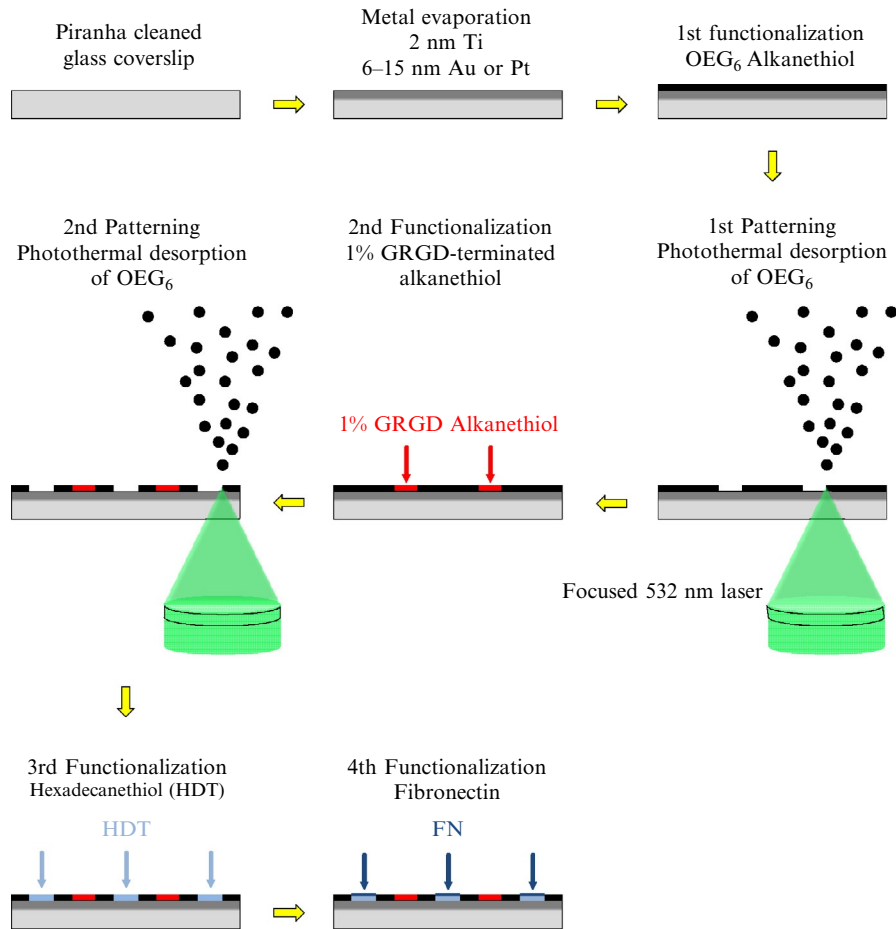 Piranha cleaned
glass coverslip
Metal evaporation
2 nm Ti
6–15 nm Au or Pt
1st functionalization
OEG₆ Alkanethiol
2nd Patterning
Photothermal desorption
of OEG₆
2nd Functionalization
1% GRGD-terminated
alkanethiol
1st Patterning
Photothermal desorption
of OEG₆
1% GRGD Alkanethiol
Focused 532 nm laser
3rd Functionalization
Hexadecanethiol (HDT)
HDT
4th Functionalization
Fibronectin
FN